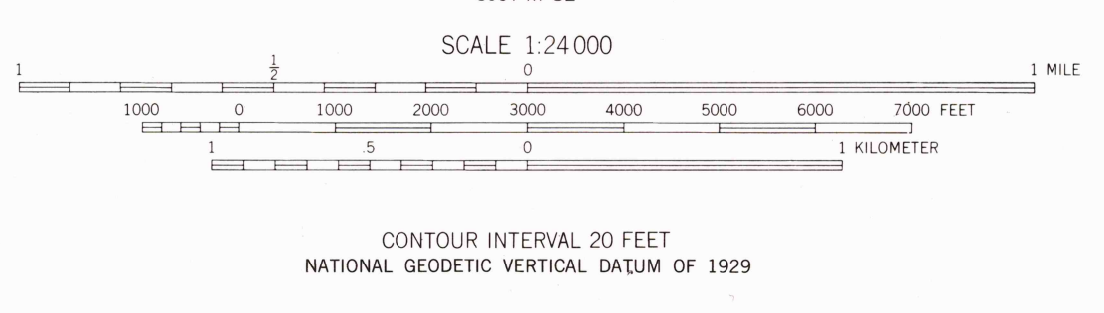 SCALE 1:24 000
1 1/2 0 1 MILE
1000 0 1000 2000 3000 4000 5000 6000 7000 FEET
1 .5 0 1 KILOMETER
CONTOUR INTERVAL 20 FEET
NATIONAL GEODETIC VERTICAL DATUM OF 1929